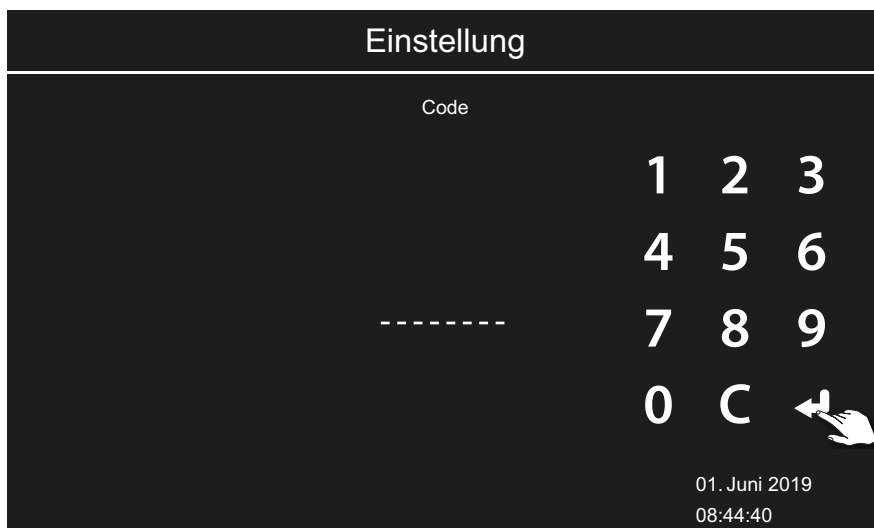 Einstellung
Code
1 2 3
4 5 6
--------
7 8 9
0 C
01. Juni 2019
08:44:40